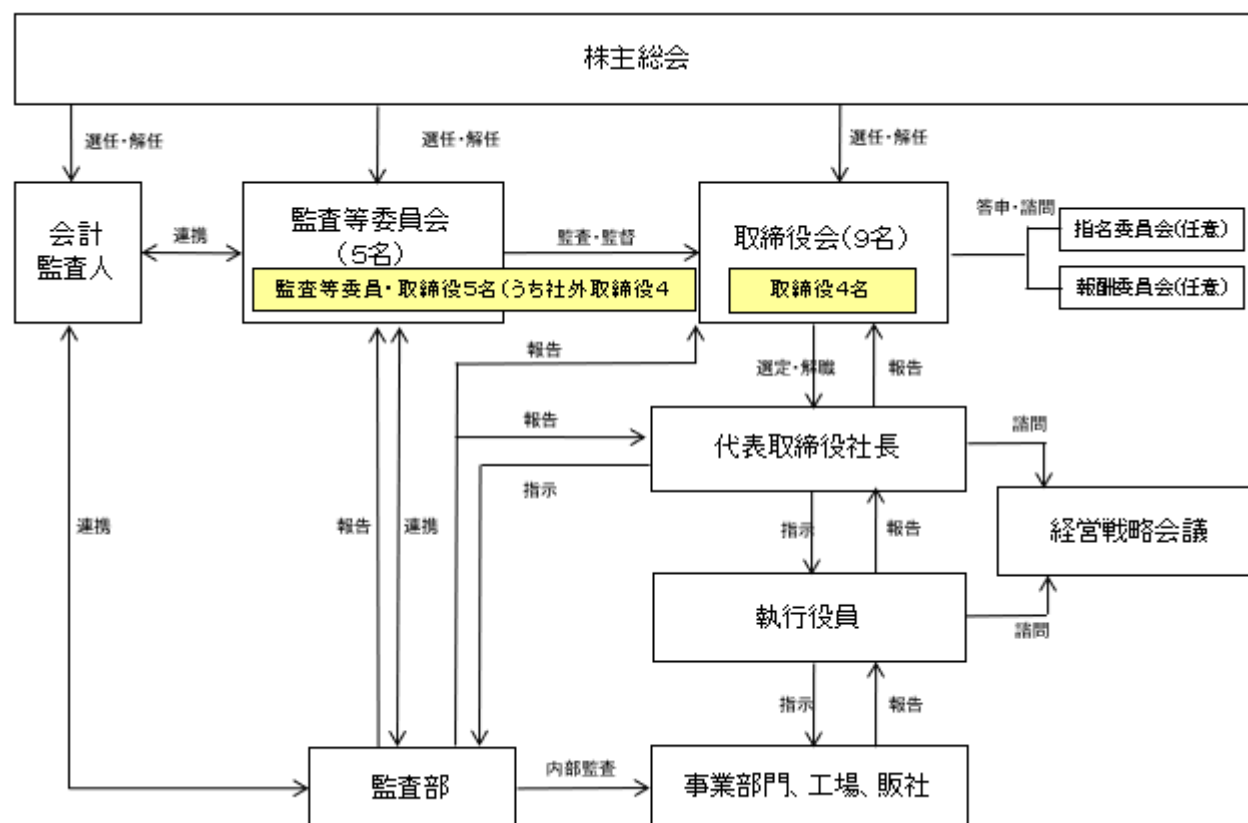 株主総会
選任・解任
選任・解任
選任・解任
会計
監査人
連携
監査等委員会
(5名)
監査等委員・取締役5名(うち社外取締役4
監査・監督
取締役会(9名)
取締役4名
答申・諮問
指名委員会(任意)
報酬委員会(任意)
報告
選定・解職
報告
報告
代表取締役社長
諮問
指示
連携
報告
連携
指示
報告
経営戦略会議
執行役員
諮問
指示
報告
監査部
内部監査
事業部門、工場、販社